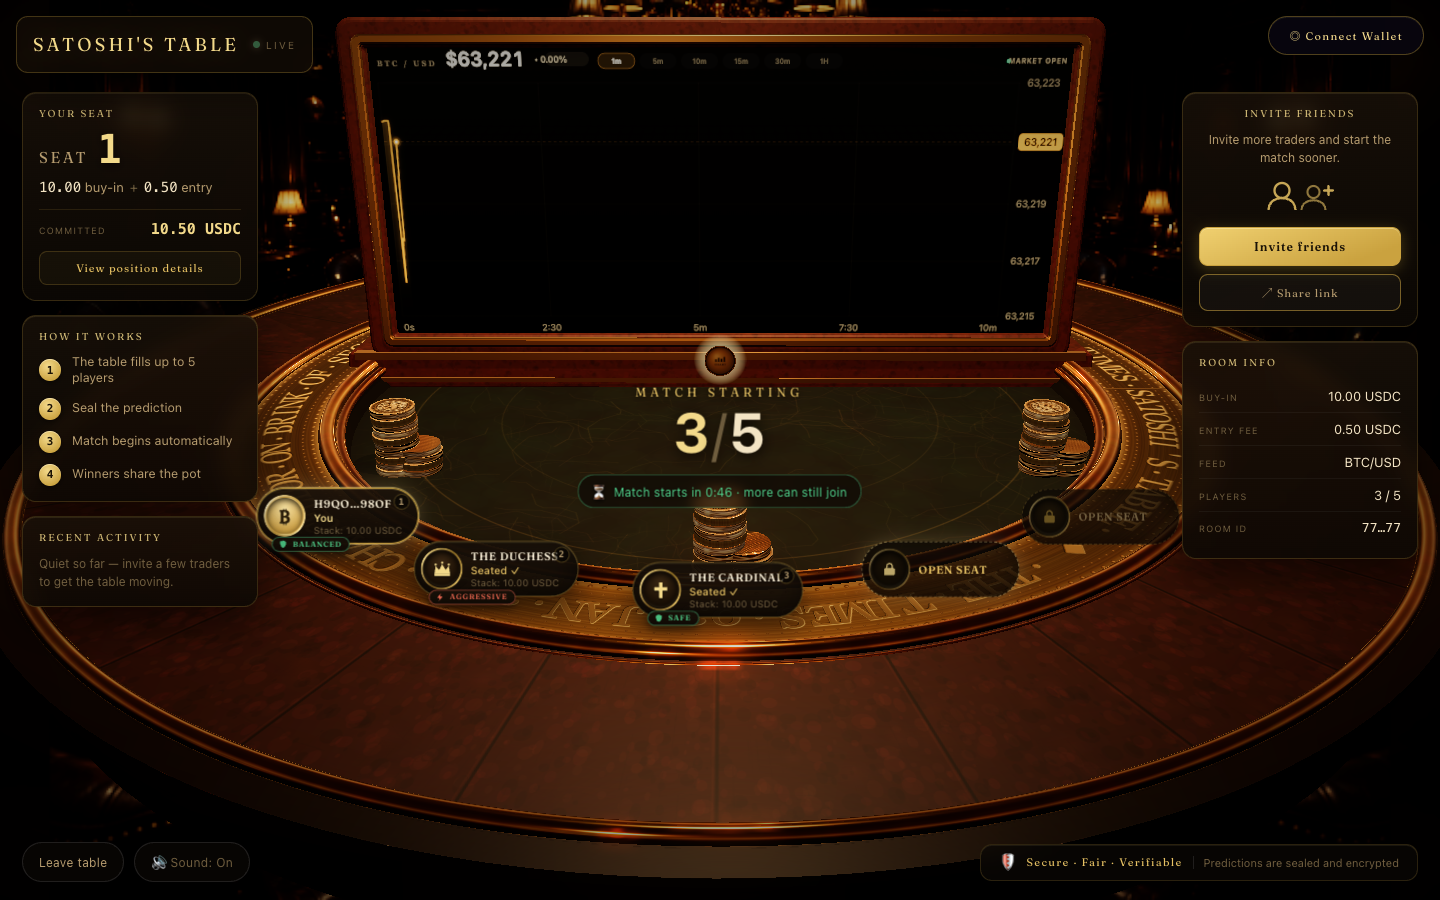 SATOSHI'S TABLE
LIVE
BTC / USD $63,221 • 0.00% 1m 5m 10m 15m 30m 1H
MARKET OPEN
Connect Wallet
63,223
63,221
63,219
63,217
63,215
0s 2:30 5m 7:30 10m
YOUR SEAT
SEAT 1
10.00 buy-in + 0.50 entry
COMMITTED 10.50 USDC
View position details
HOW IT WORKS
1 The table fills up to 5
players
2 Seal the prediction
3 Match begins automatically
4 Winners share the pot
RECENT ACTIVITY
Quiet so far — invite a few traders
to get the table moving.
MATCH STARTING
3/5
Match starts in 0:46 · more can still join
H9QO...98OF 1
You
Stack: 10.00 USDC
BALANCED
THE DUCHESS 2
Seated ✓
Stack: 10.00 USDC
AGGRESSIVE
THE CARDINAL 3
Seated ✓
Stack: 10.00 USDC
SAFE
OPEN SEAT
OPEN SEAT
INVITE FRIENDS
Invite more traders and start the
match sooner.
Invite friends
↗ Share link
ROOM INFO
BUY-IN 10.00 USDC
ENTRY FEE 0.50 USDC
FEED BTC/USD
PLAYERS 3 / 5
ROOM ID 77…77
Leave table
Sound: On
Secure · Fair · Verifiable
Predictions are sealed and encrypted